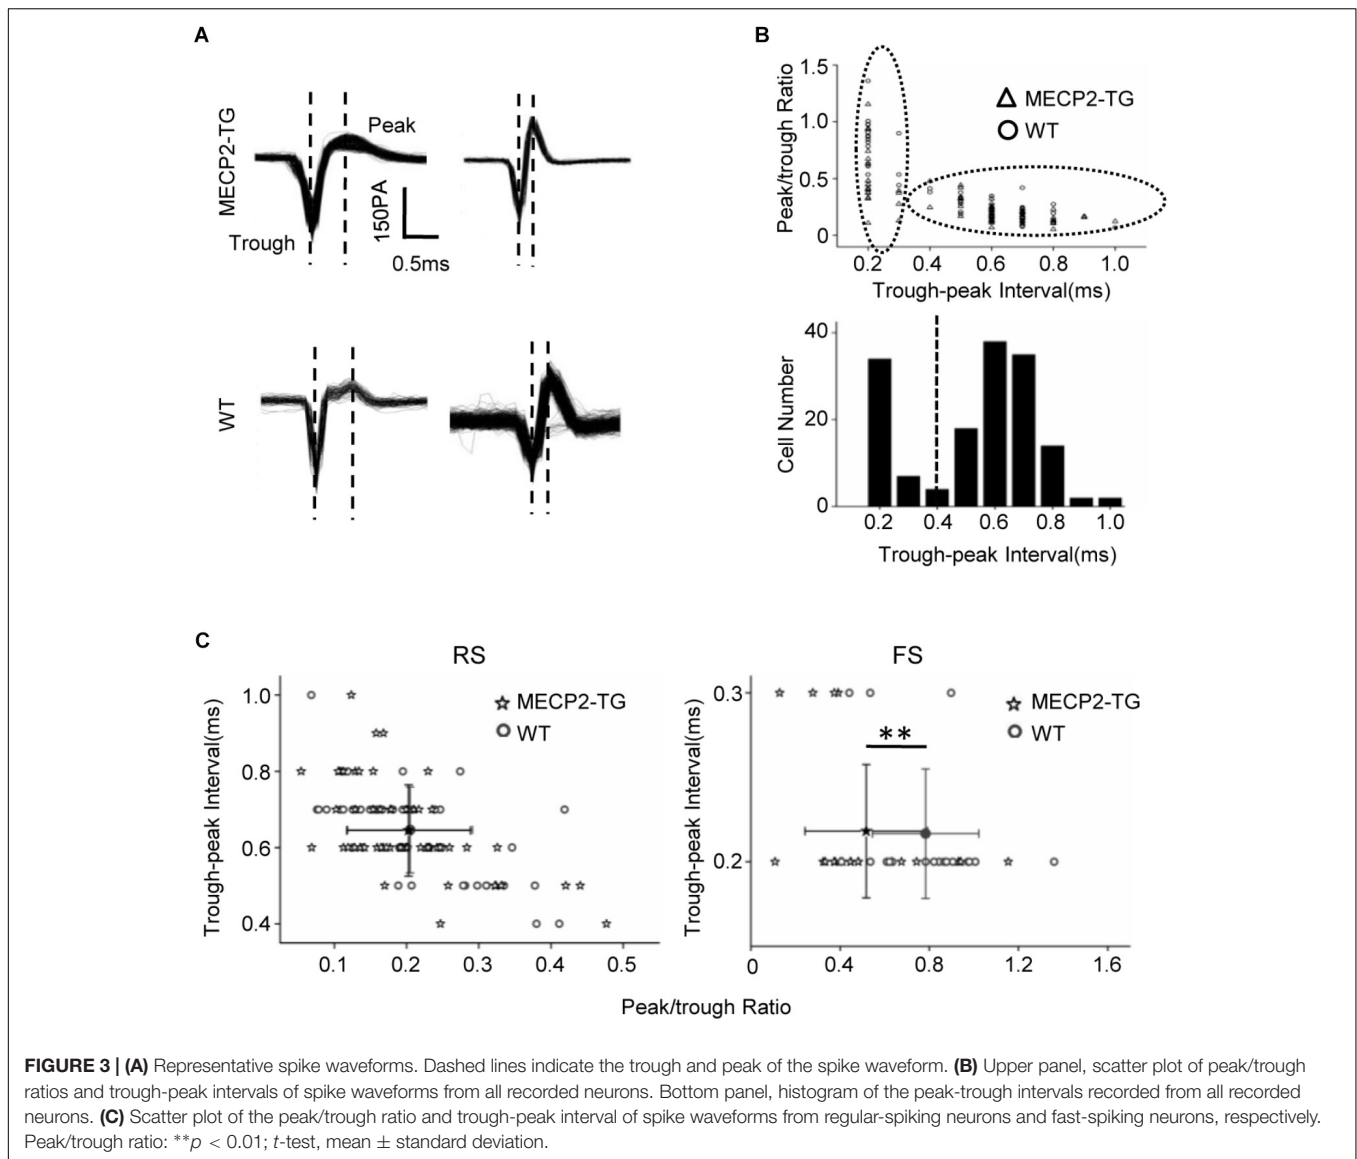 A
MECP2-TG
Peak
Trough
150PA
0.5ms
WT
B
Peak/trough Ratio
1.5
1.0
0.5
0
MECP2-TG
WT
0.2 0.4 0.6 0.8 1.0
Trough-peak Interval(ms)
Cell Number
40
20
0
0.2 0.4 0.6 0.8 1.0
Trough-peak Interval(ms)
C
RS
Trough-peak Interval(ms)
1.0
0.8
0.6
0.4
MECP2-TG
WT
0.1 0.2 0.3 0.4 0.5
FS
Trough-peak Interval(ms)
0.3
0.2
MECP2-TG
WT
**
0 0.4 0.8 1.2 1.6
Peak/trough Ratio
FIGURE 3 | (A) Representative spike waveforms. Dashed lines indicate the trough and peak of the spike waveform. (B) Upper panel, scatter plot of peak/trough
ratios and trough-peak intervals of spike waveforms from all recorded neurons. Bottom panel, histogram of the peak-trough intervals recorded from all recorded
neurons. (C) Scatter plot of the peak/trough ratio and trough-peak interval of spike waveforms from regular-spiking neurons and fast-spiking neurons, respectively.
Peak/trough ratio: **p < 0.01; t-test, mean ± standard deviation.